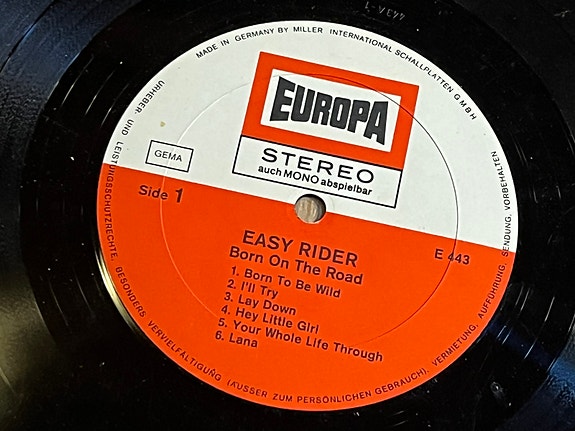 443A-1
MADE IN GERMANY BY MILLER INTERNATIONAL SCHALLPLATTEN GMBH
EUROPA
STEREO
auch MONO abspielbar
GEMA
Side 1
E 443
EASY RIDER
Born On The Road
1. Born To Be Wild
2. I'll Try
3. Lay Down
4. Hey Little Girl
5. Your Whole Life Through
6. Lana
URHEBER- UND LEISTUNGSSCHUTZRECHTE, BESONDERS VERVIELFÄLTIGUNG (AUSSER ZUM PERSÖNLICHEN GEBRAUCH), VERMIETUNG, AUFFÜHRUNG, SENDUNG, VORBEHALTEN